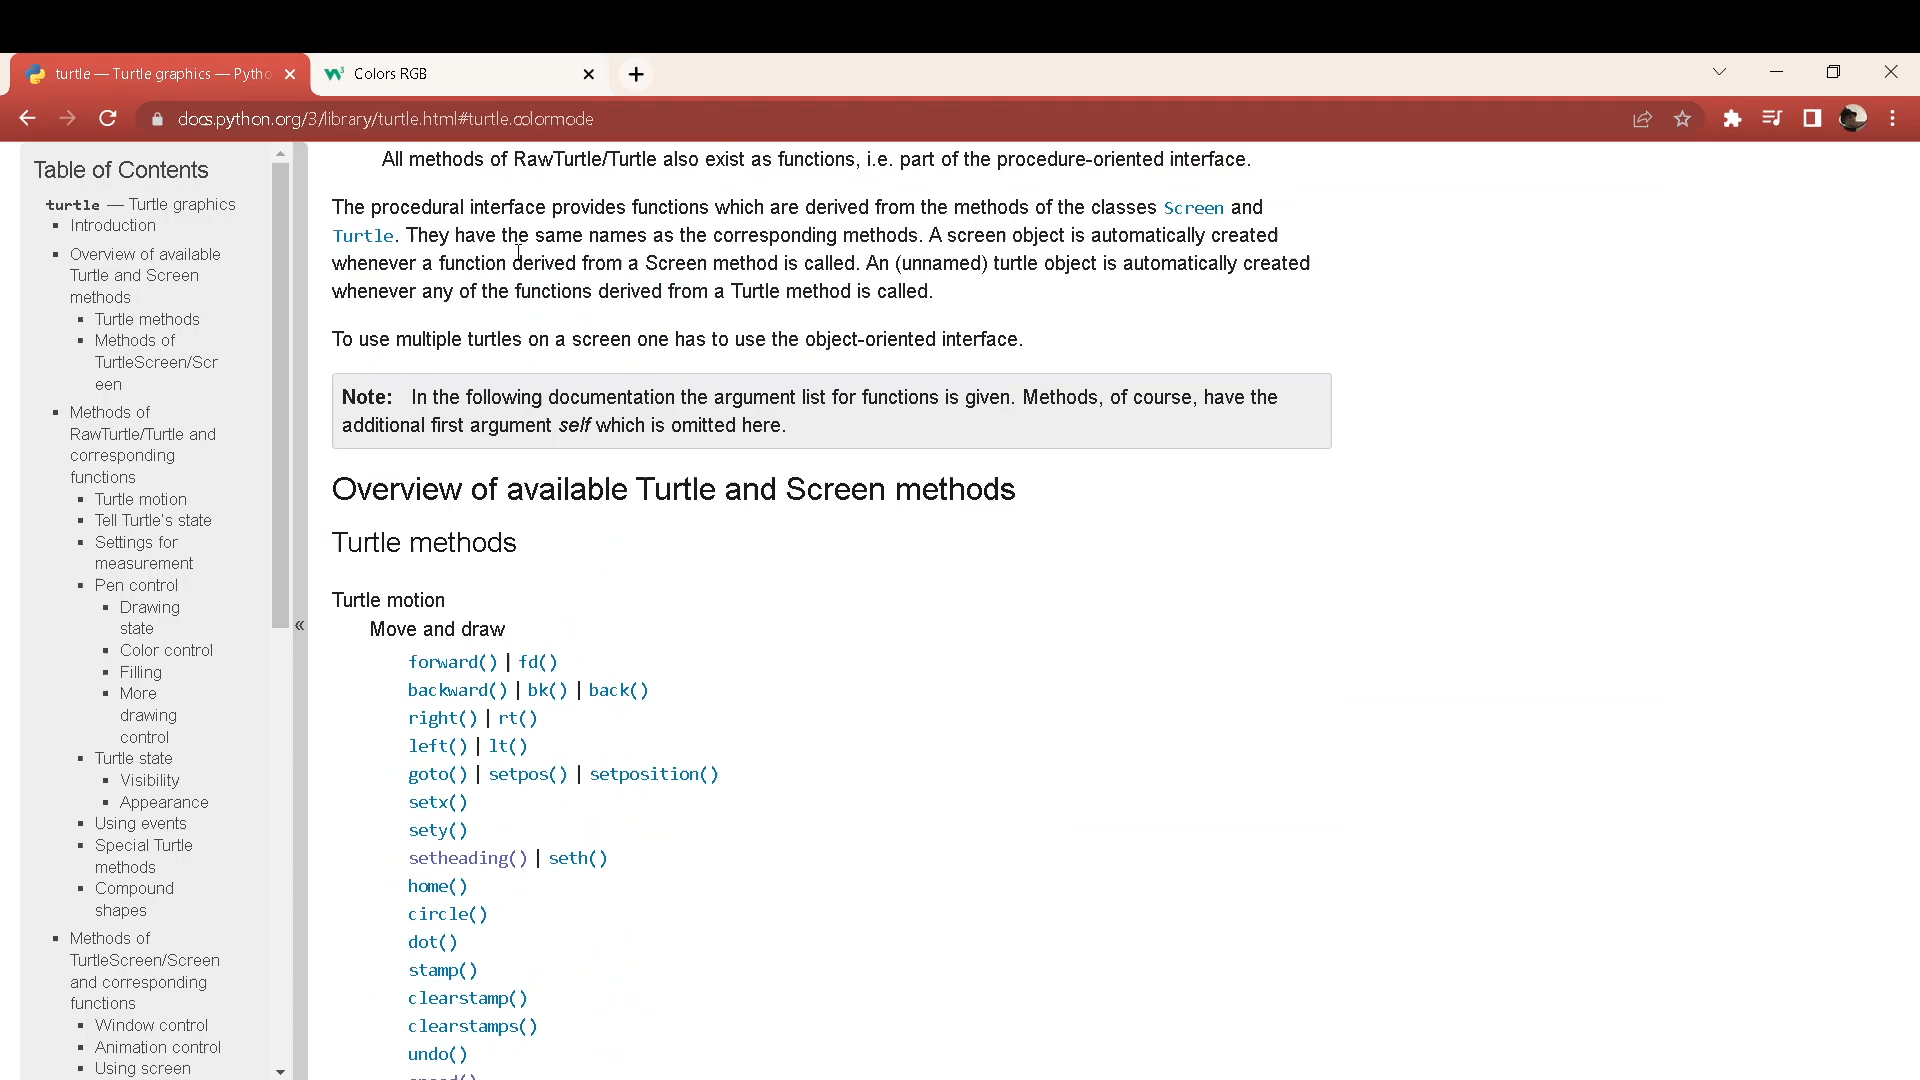 turtle — Turtle graphics — Pytho
Colors RGB
docs.python.org/3/library/turtle.html#turtle.colormode
Table of Contents
turtle — Turtle graphics
Introduction
Overview of available
Turtle and Screen
methods
Turtle methods
Methods of
TurtleScreen/Scr
een
Methods of
RawTurtle/Turtle and
corresponding
functions
Turtle motion
Tell Turtle's state
Settings for
measurement
Pen control
Drawing
state
Color control
Filling
More
drawing
control
Turtle state
Visibility
Appearance
Using events
Special Turtle
methods
Compound
shapes
Methods of
TurtleScreen/Screen
and corresponding
functions
Window control
Animation control
Using screen
«
All methods of RawTurtle/Turtle also exist as functions, i.e. part of the procedure-oriented interface.
The procedural interface provides functions which are derived from the methods of the classes Screen and
Turtle. They have the same names as the corresponding methods. A screen object is automatically created
whenever a function derived from a Screen method is called. An (unnamed) turtle object is automatically created
whenever any of the functions derived from a Turtle method is called.
To use multiple turtles on a screen one has to use the object-oriented interface.
Note: In the following documentation the argument list for functions is given. Methods, of course, have the
additional first argument self which is omitted here.
Overview of available Turtle and Screen methods
Turtle methods
Turtle motion
Move and draw
forward() | fd()
backward() | bk() | back()
right() | rt()
left() | lt()
goto() | setpos() | setposition()
setx()
sety()
setheading() | seth()
home()
circle()
dot()
stamp()
clearstamp()
clearstamps()
undo()